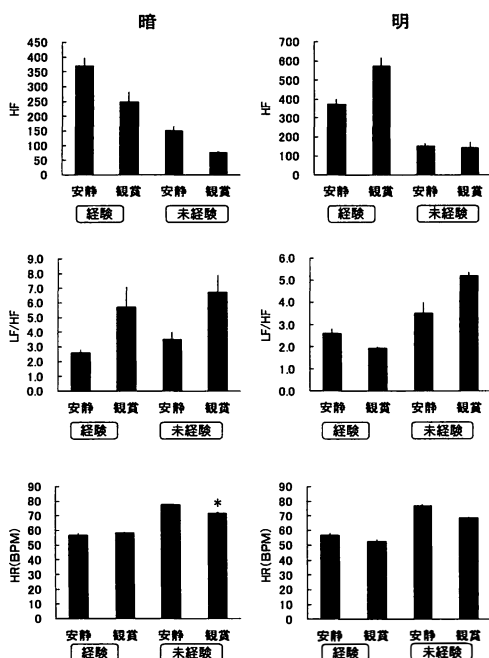 暗
明
HF
450
400
350
300
250
200
150
100
50
0
安静 観賞 安静 観賞
経験 未経験
HF
700
600
500
400
300
200
100
0
安静 観賞 安静 観賞
経験 未経験
LF/HF
9.0
8.0
7.0
6.0
5.0
4.0
3.0
2.0
1.0
0.0
安静 観賞 安静 観賞
経験 未経験
LF/HF
6.0
5.0
4.0
3.0
2.0
1.0
0.0
安静 観賞 安静 観賞
経験 未経験
HR(BPM)
90
80
70
60
50
40
30
20
10
0
*
安静 観賞 安静 観賞
経験 未経験
HR(BPM)
90
80
70
60
50
40
30
20
10
0
安静 観賞 安静 観賞
経験 未経験